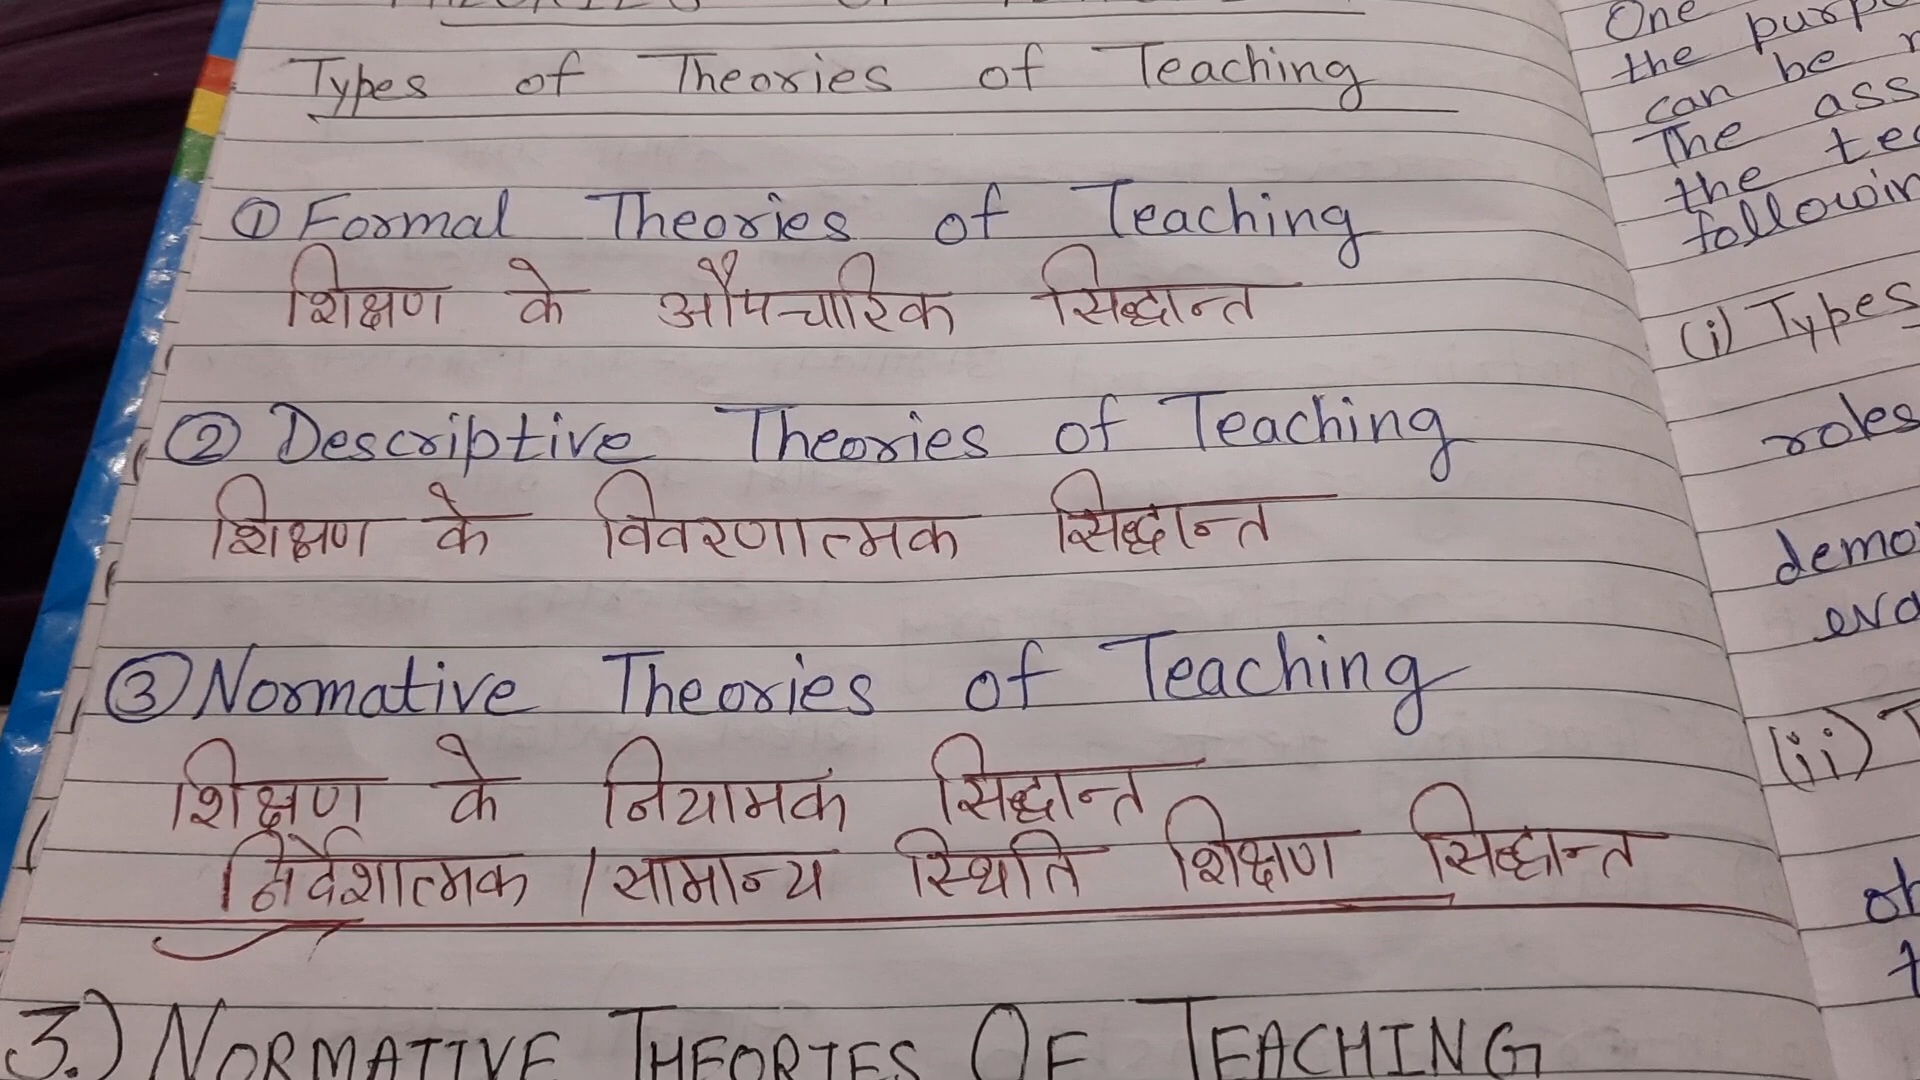 Types of Theories of Teaching
① Formal Theories of Teaching
शिक्षण के औपचारिक सिद्धान्त
② Descriptive Theories of Teaching
शिक्षण के विवरणात्मक सिद्धान्त
③ Normative Theories of Teaching
शिक्षण के नियामक सिद्धान्त
निर्देशात्मक / सामान्य स्थिति शिक्षण सिद्धान्त
3.) NORMATIVE THEORIES OF TEACHING
One
the
can be
The
the
(i) Types
roles
(ii)